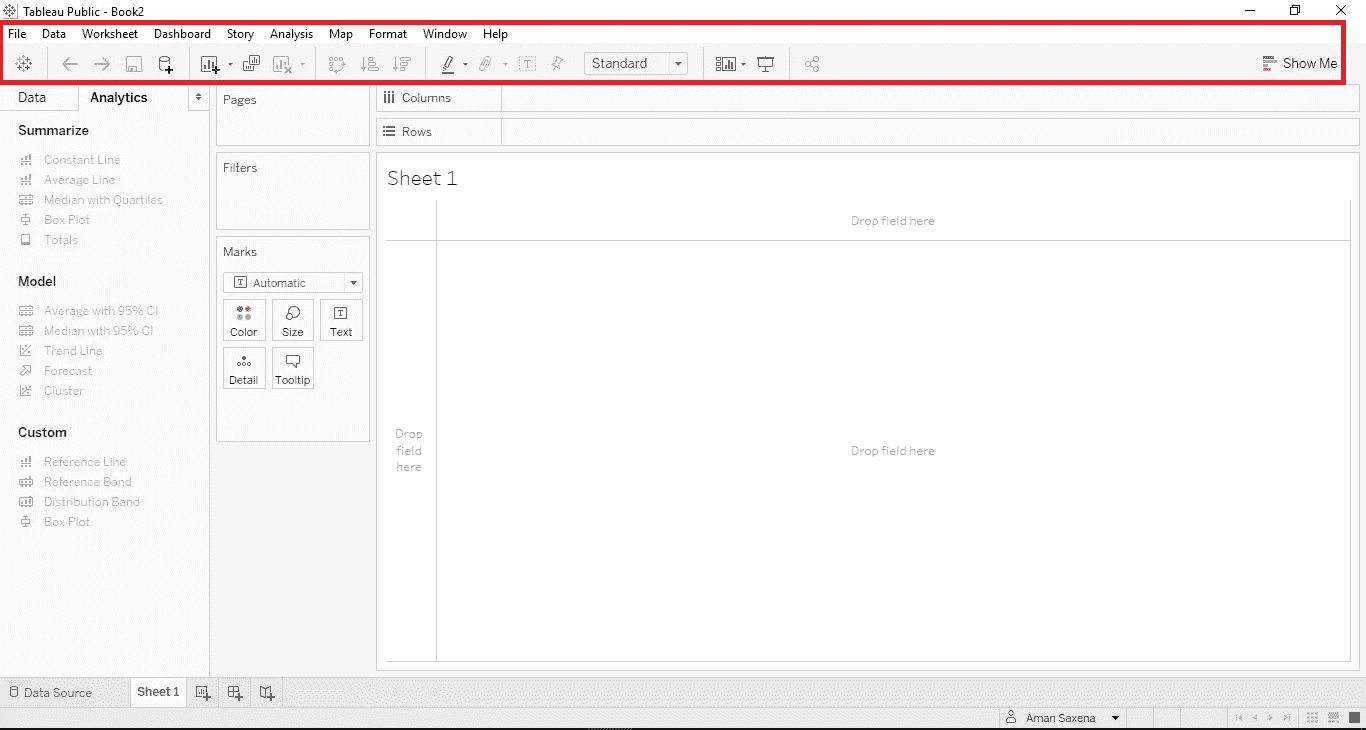 Tableau Public - Book2
File Data Worksheet Dashboard Story Analysis Map Format Window Help
Standard
Show Me
Data Analytics
Summarize
Constant Line
Average Line
Median with Quartiles
Box Plot
Totals
Model
Average with 95% CI
Median with 95% CI
Trend Line
Forecast
Cluster
Custom
Reference Line
Reference Band
Distribution Band
Box Plot
Pages
Filters
Marks
Automatic
Color Size Text
Detail Tooltip
Columns
Rows
Sheet 1
Drop field here
Drop
field
here
Drop field here
Data Source Sheet 1
Aman Saxena